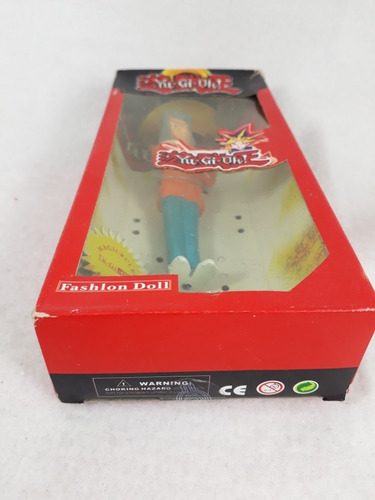 Yu-Gi-Oh!
Yu-Gi-Oh!
Fashion Doll
WARNING:
CHOKING HAZARD
CE